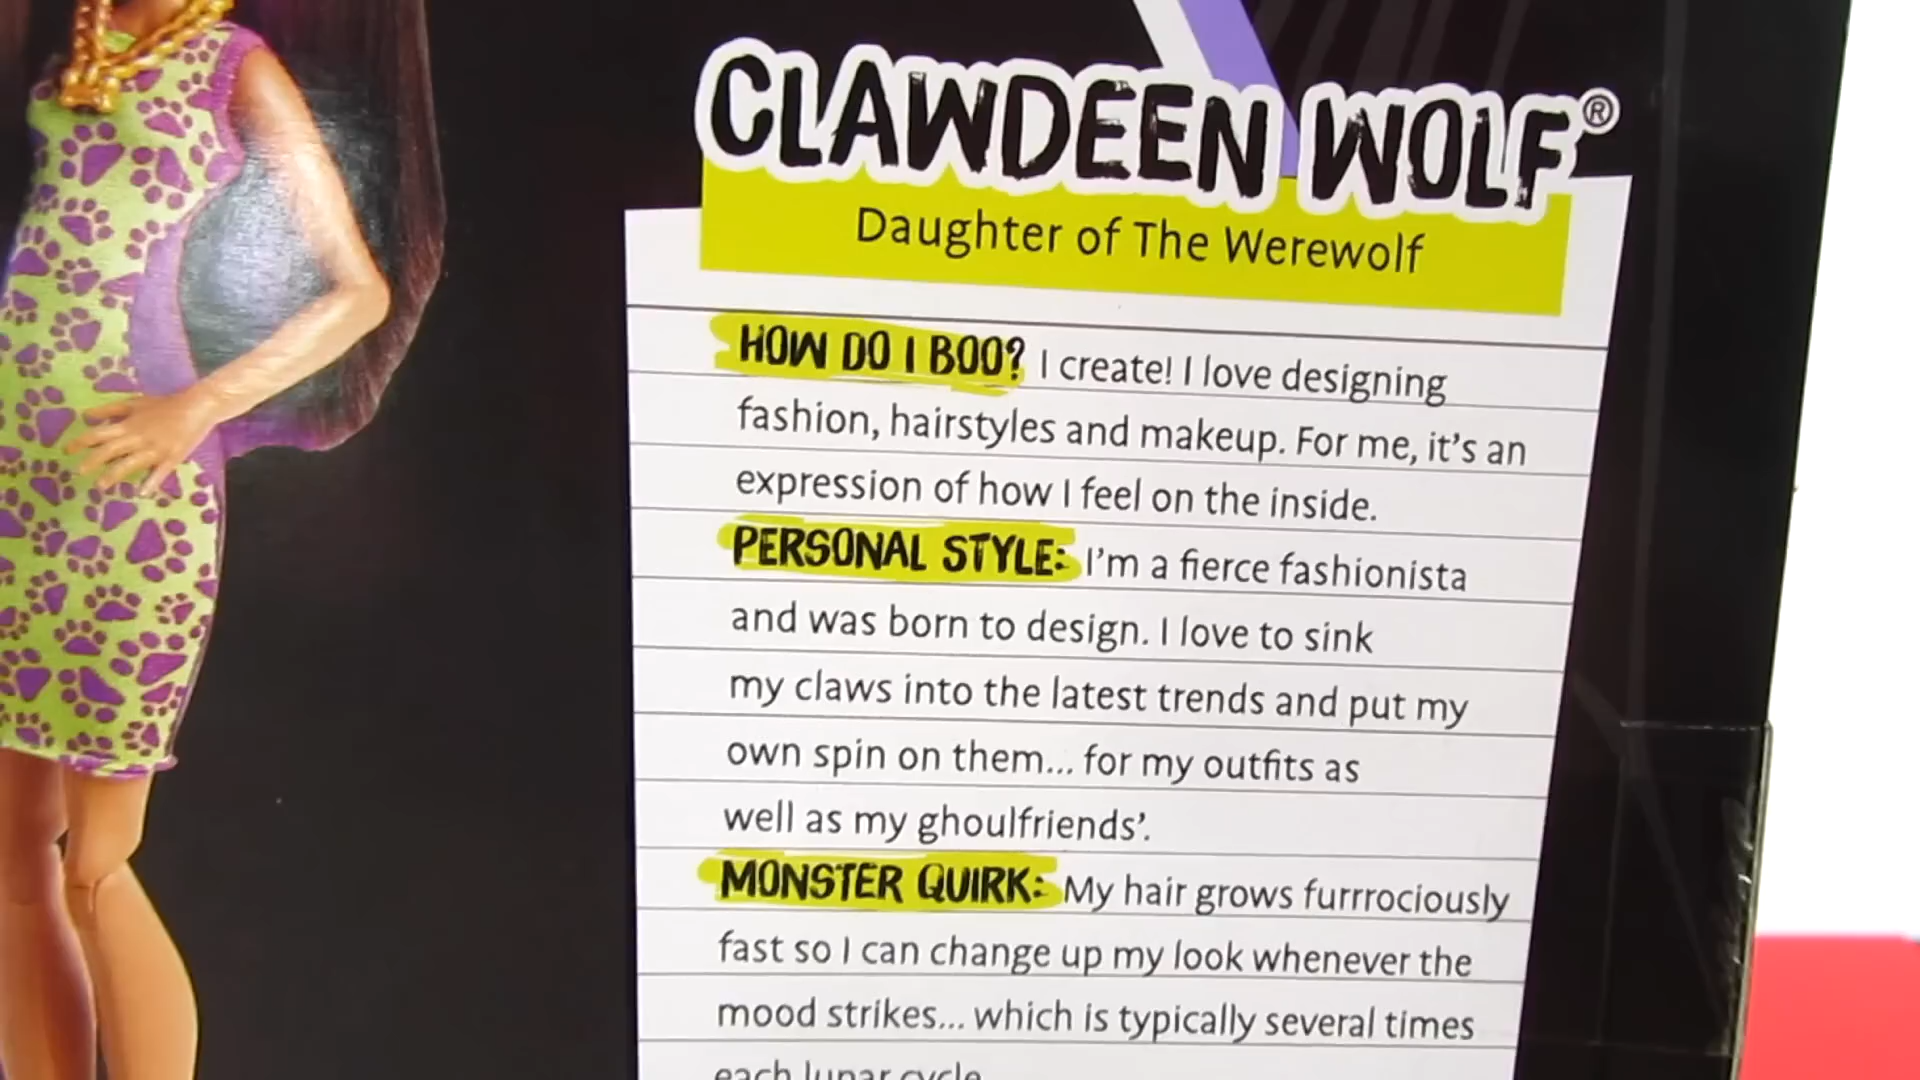 CLAWDEEN WOLF®
Daughter of The Werewolf
HOW DO I BOO? I create! I love designing
fashion, hairstyles and makeup. For me, it's an
expression of how I feel on the inside.
PERSONAL STYLE: I'm a fierce fashionista
and was born to design. I love to sink
my claws into the latest trends and put my
own spin on them... for my outfits as
well as my ghoulfriends'.
MONSTER QUIRK: My hair grows furrrociously
fast so I can change up my look whenever the
mood strikes... which is typically several times
each lunar cycle